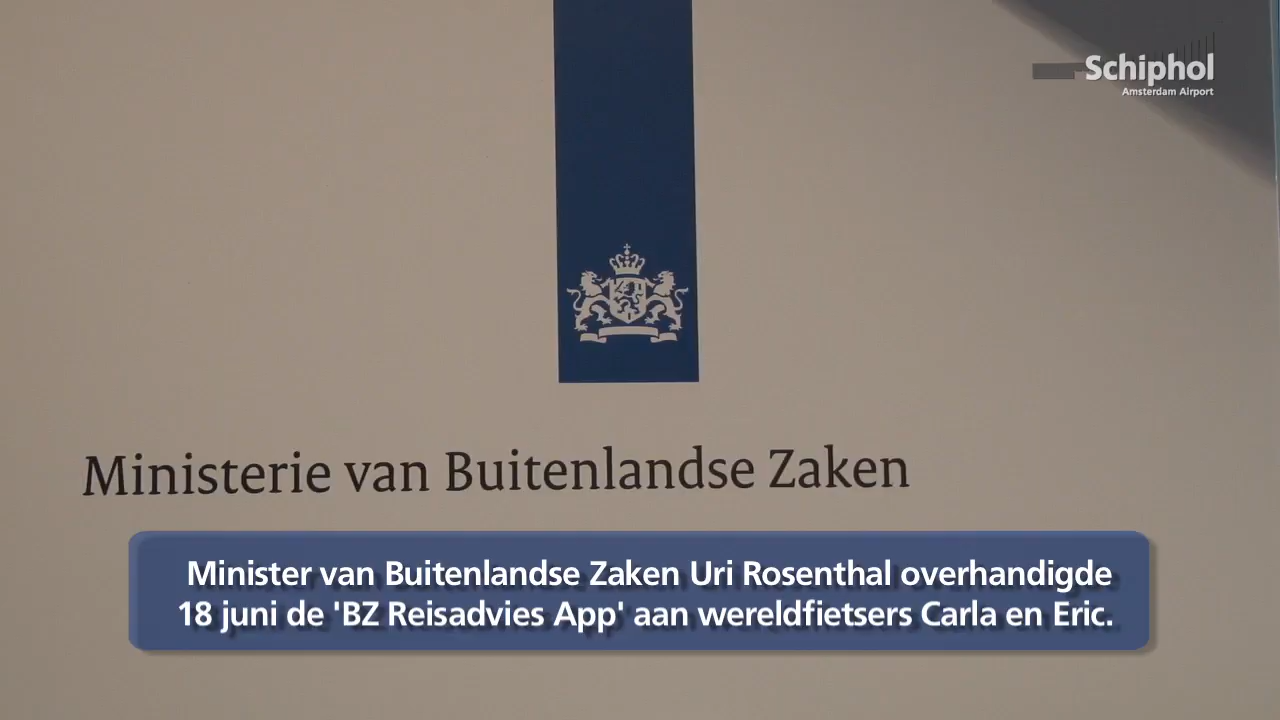 Schiphol
Amsterdam Airport
Ministerie van Buitenlandse Zaken
Minister van Buitenlandse Zaken Uri Rosenthal overhandigde
18 juni de 'BZ Reisadvies App' aan wereldfietsers Carla en Eric.